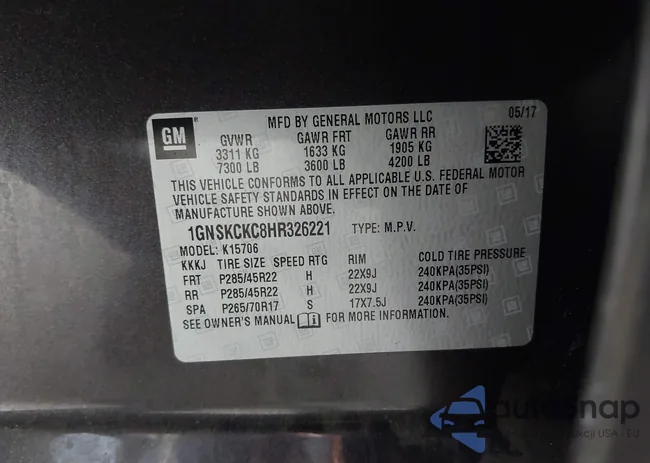 GM
MFD BY GENERAL MOTORS LLC 05/17
GVWR GAWR FRT GAWR RR
3311 KG 1633 KG 1905 KG
7300 LB 3600 LB 4200 LB
THIS VEHICLE CONFORMS TO ALL APPLICABLE U.S. FEDERAL MOTOR
VEHICLE SAFETY STANDARDS IN EFFECT ON THE DATE OF
MANUFACTURE SHOWN ABOVE.
1GNSKCKC8HR326221 TYPE: M.P.V.
MODEL: K15706
KKKJ TIRE SIZE SPEED RTG RIM COLD TIRE PRESSURE
FRT P285/45R22 H 22X9J 240KPA(35PSI)
RR P285/45R22 H 22X9J 240KPA(35PSI)
SPA P265/70R17 S 17X7.5J 240KPA(35PSI)
SEE OWNER'S MANUAL FOR MORE INFORMATION.
autoSnap
ukcji USA - EU